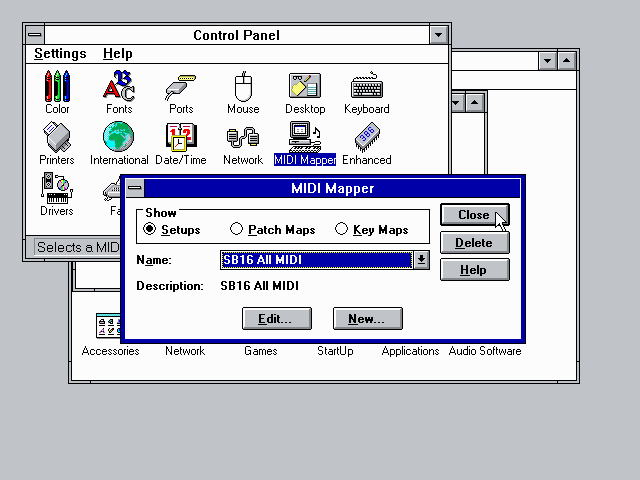 Control Panel
Settings Help
Color Fonts Ports Mouse Desktop Keyboard
Printers International Date/Time Network MIDI Mapper Enhanced
Drivers
Selects a MID
MIDI Mapper
Show
Setups Patch Maps Key Maps
Close
Delete
Help
Name: SB16 All MIDI
Description: SB16 All MIDI
Edit... New...
Accessories Network Games StartUp Applications Audio Software